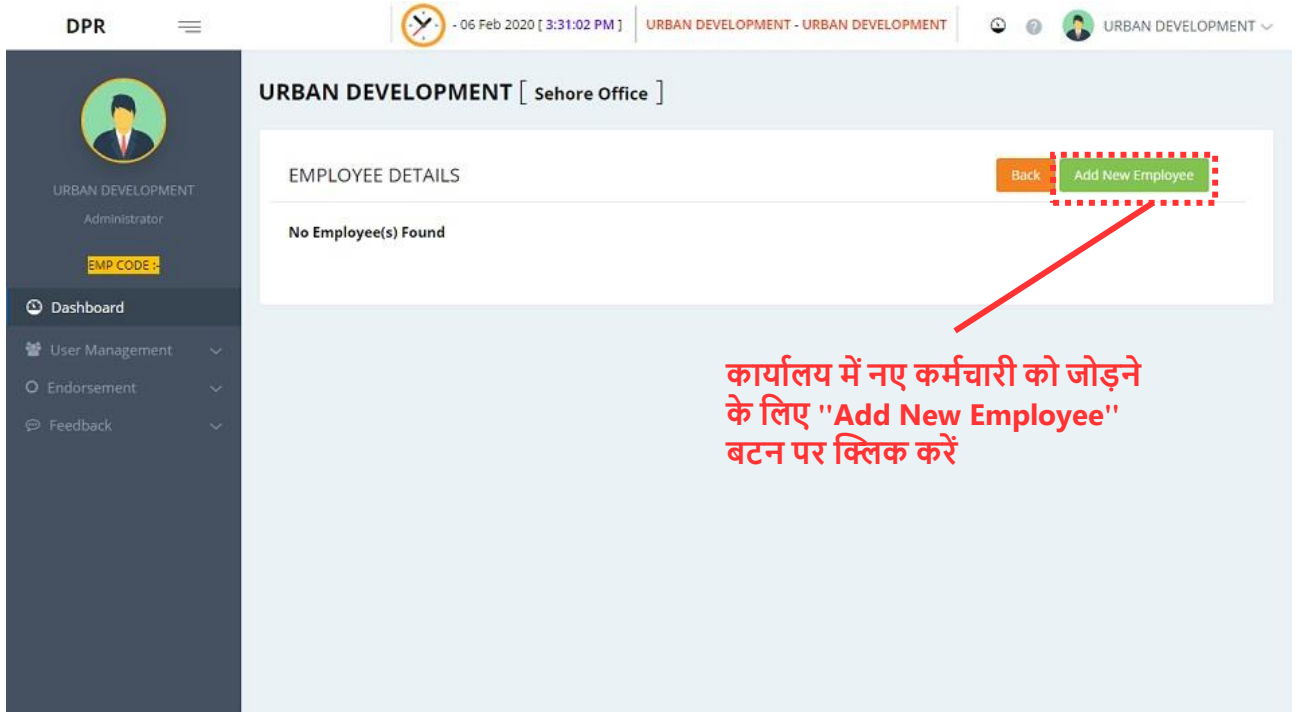 DPR
- 06 Feb 2020 [ 3:31:02 PM ]
URBAN DEVELOPMENT - URBAN DEVELOPMENT
URBAN DEVELOPMENT
URBAN DEVELOPMENT
Administrator
EMP CODE :-
Dashboard
User Management
Endorsement
Feedback
URBAN DEVELOPMENT [ Sehore Office ]
EMPLOYEE DETAILS
Back
Add New Employee
No Employee(s) Found
कार्यालय में नए कर्मचारी को जोड़ने
के लिए "Add New Employee"
बटन पर क्लिक करें